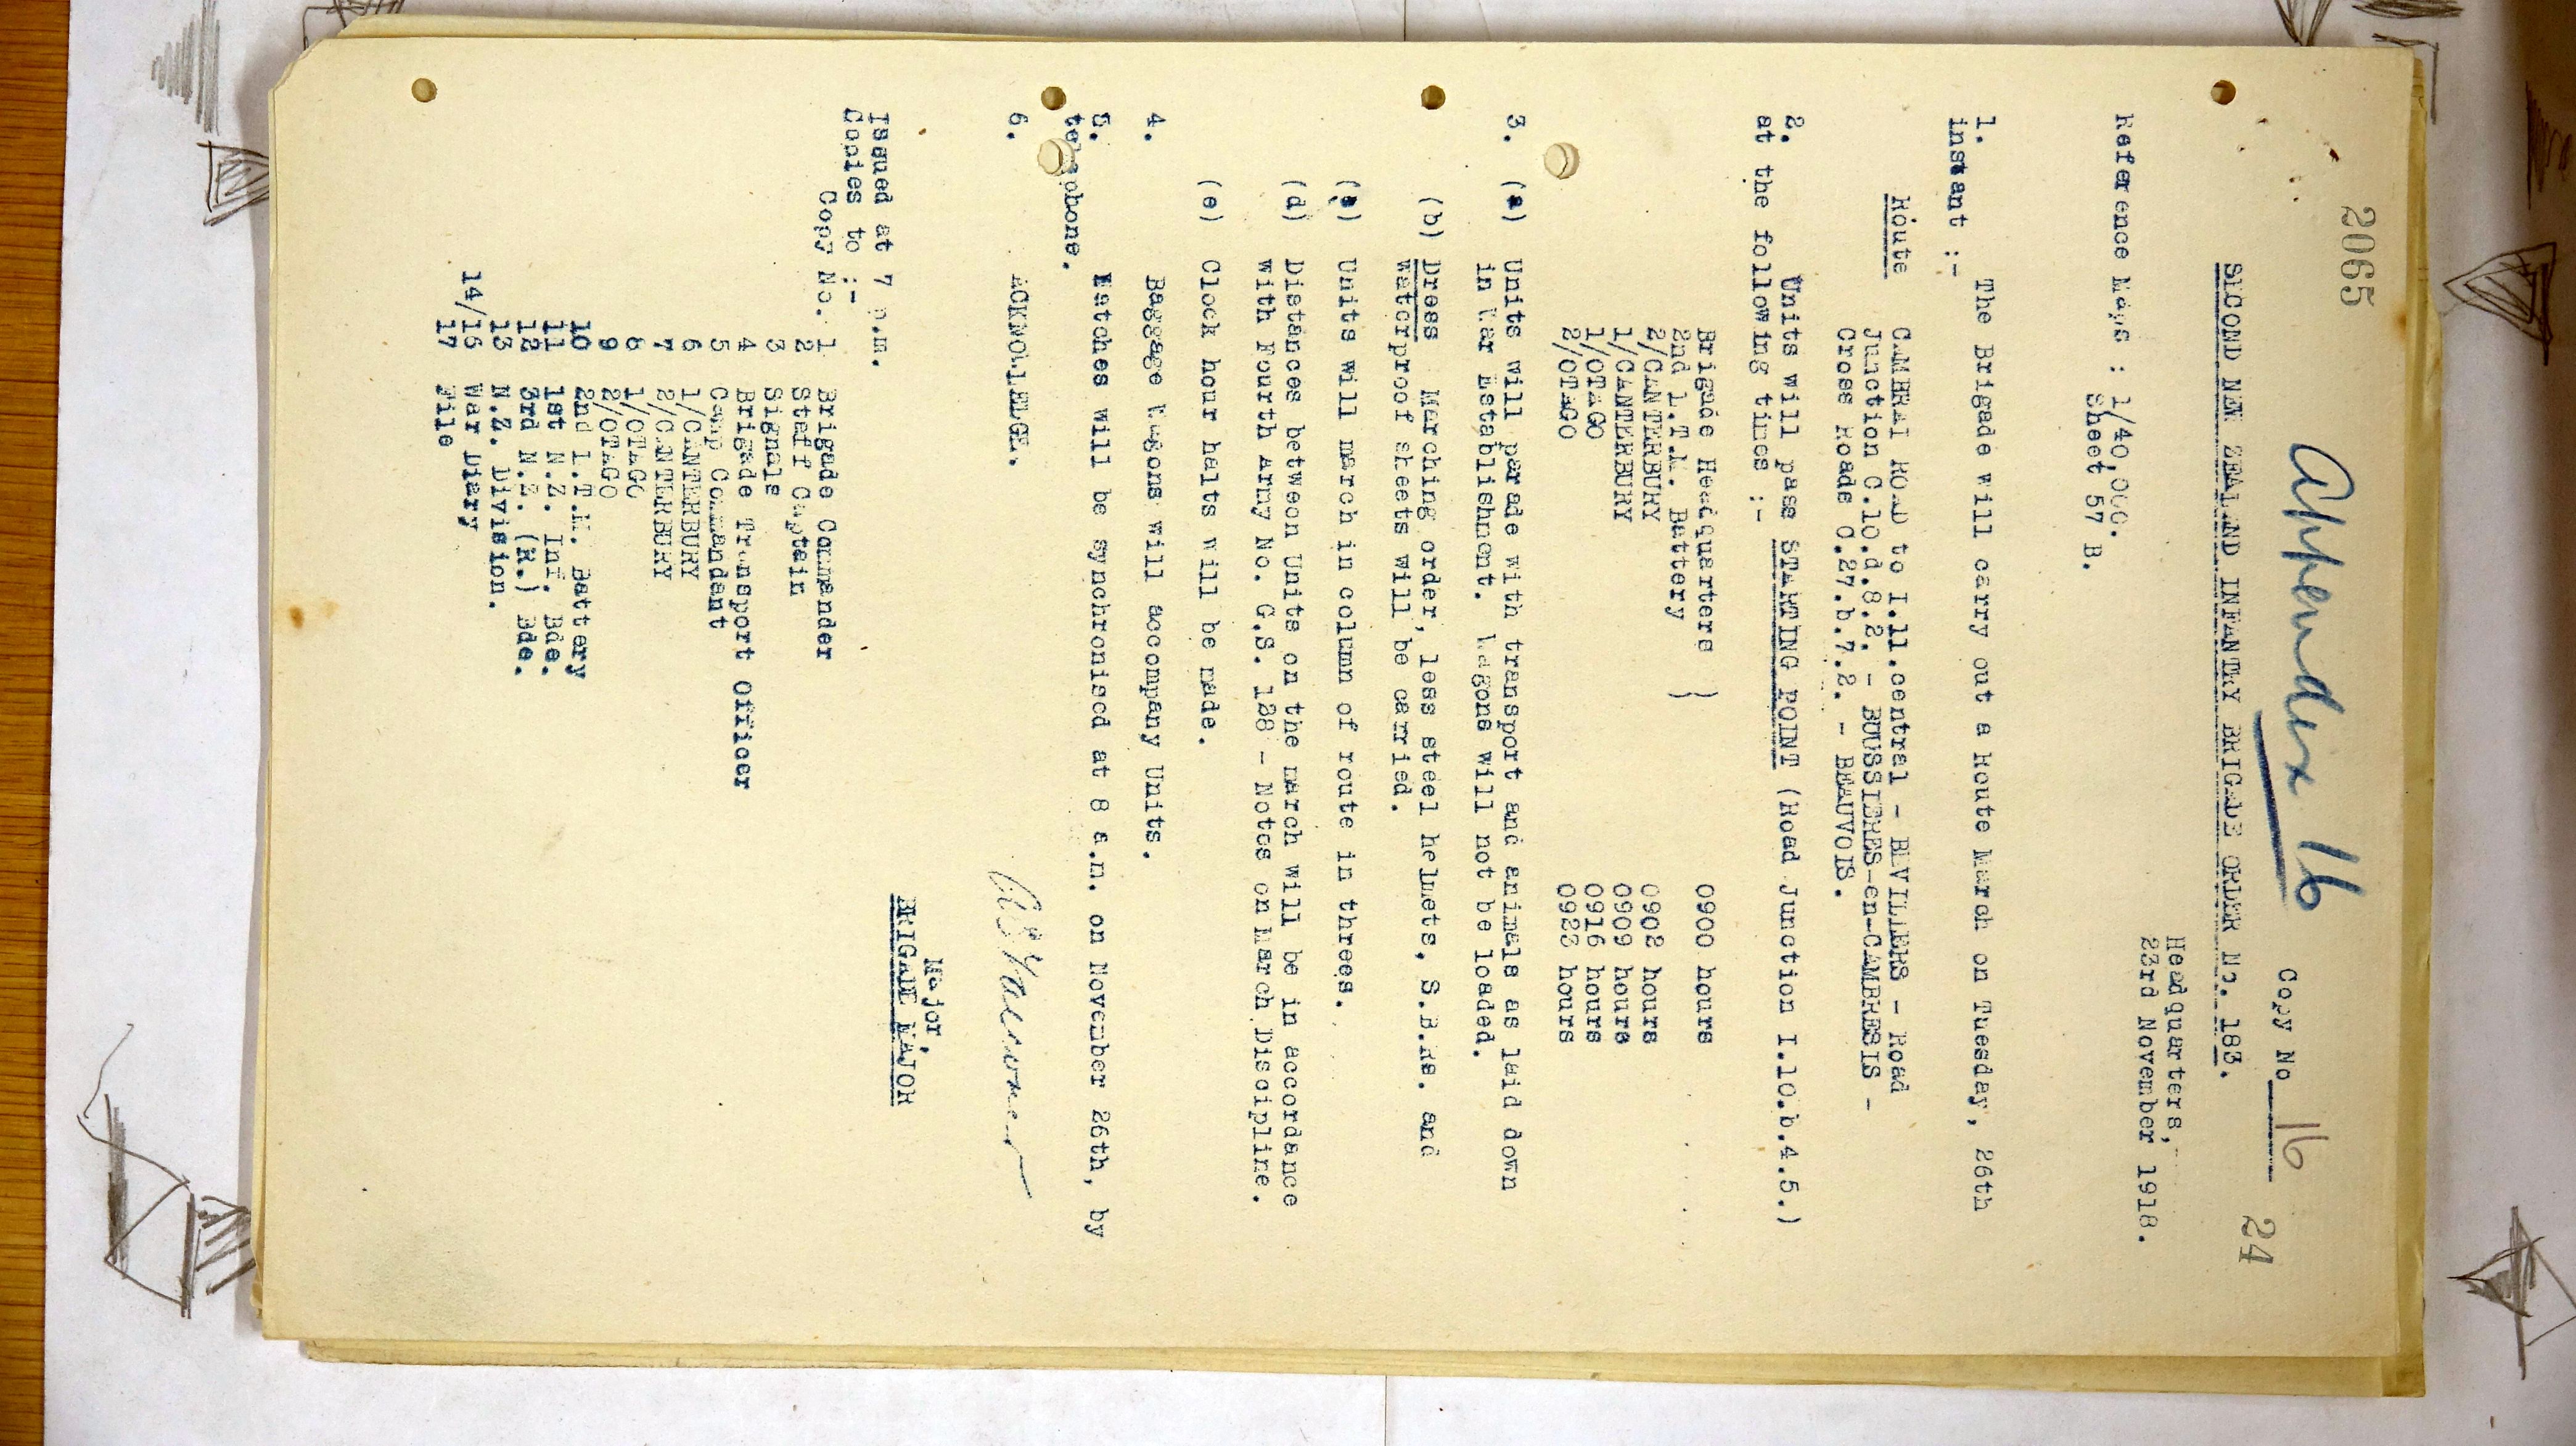 2065
Appendix 16
Copy No 16
24
SECOND NEW ZEALAND INFANTRY BRIGADE ORDER No. 183.
Headquarters,
23rd November 1918.
Reference Maps : 1/40,000.
Sheet 57 B.
1. The Brigade will carry out a Route March on Tuesday, 26th
instant :-
Route CAMBRAI ROAD to I.11.central - BEVILLERS - Road
Junction C.10.d.8.2. - BOUSSIERES-en-CAMBRESIS -
Cross Roads C.27.b.7.2. - BEAUVOIS.
2. Units will pass STARTING POINT (Road Junction I.10.b.4.5.)
at the following times :-
Brigade Headquarters ) 0900 hours
2nd L.T.M. Battery )
2/CANTERBURY 0902 hours
1/CANTERBURY 0909 hours
1/OTAGO 0916 hours
2/OTAGO 0923 hours
3. (a) Units will parade with transport and animals as laid down
in War Establishment. Wagons will not be loaded.
(b) Dress Marching order, less steel helmets, S.B.Rs. and
waterproof sheets will be carried.
(c) Units will march in column of route in threes.
(d) Distances between Units on the march will be in accordance
with Fourth Army No. G.S. 128 - Notes on March Discipline.
(e) Clock hour halts will be made.
4. Baggage Wagons will accompany Units.
5. Watches will be synchronised at 8 a.m. on November 26th, by
telephone.
6. ACKNOWLEDGE.
Major,
BRIGADE MAJOR
Issued at 7 p.m.
Copies to :-
Copy No. 1 Brigade Commander
2 Staff Captain
3 Signals
4 Brigade Transport Officer
5 Camp Commandant
6 1/CANTERBURY
7 2/CANTERBURY
8 1/OTAGO
9 2/OTAGO
10 2nd L.T.M. Battery
11 1st N.Z. Inf. Bde.
12 3rd N.Z. (R.) Bde.
13 N.Z. Division.
14/16 War Diary
17 File